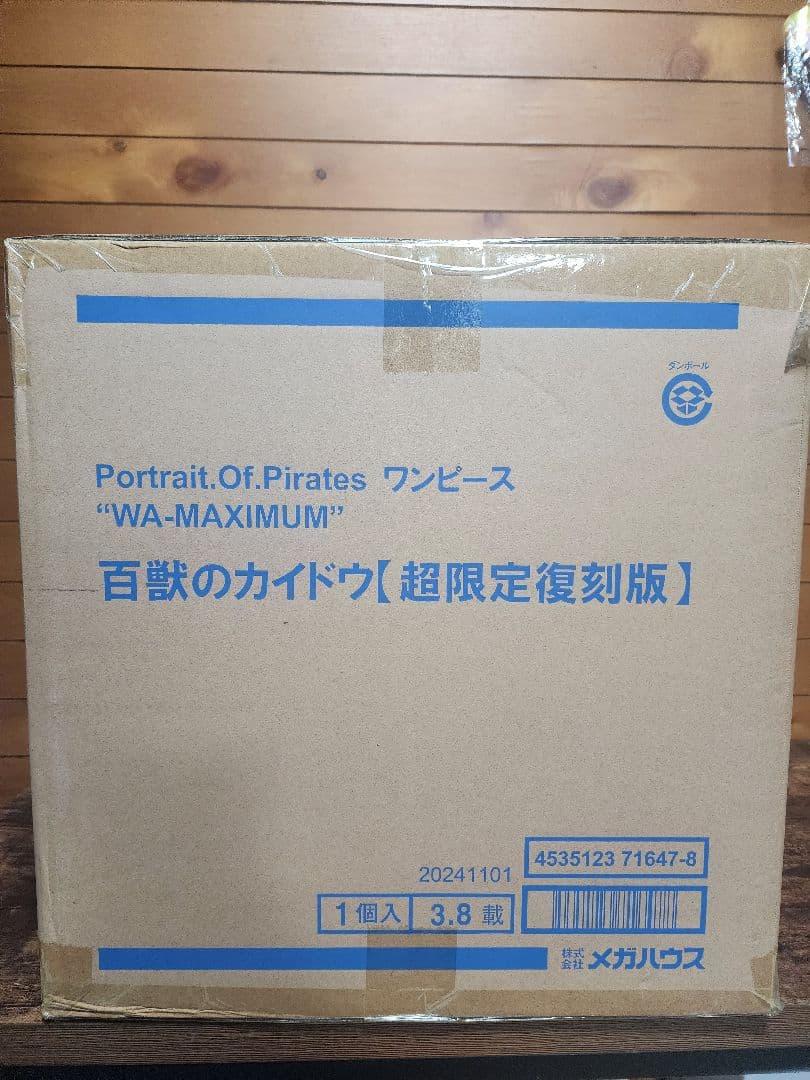 ダンボール
Portrait.Of.Pirates ワンピース
“WA-MAXIMUM”
百獣のカイドウ【超限定復刻版】
4535123 71647-8
20241101
1個入 3.8 載
株式会社 メガハウス